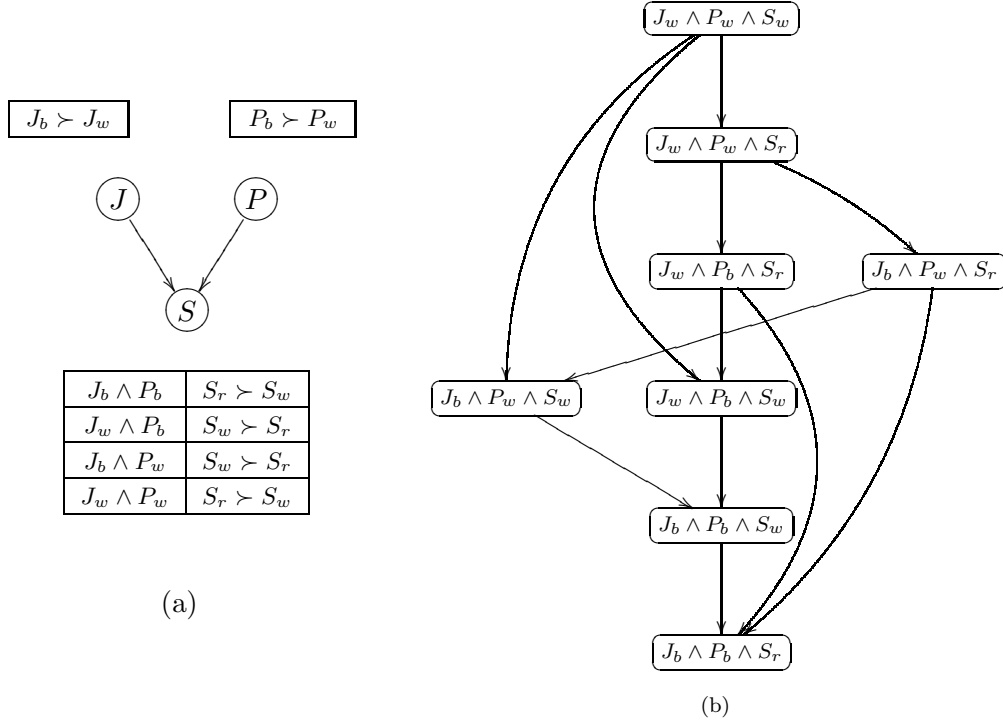 J_b ≻ J_w
P_b ≻ P_w
J
P
S
J_b ∧ P_b S_r ≻ S_w
J_w ∧ P_b S_w ≻ S_r
J_b ∧ P_w S_w ≻ S_r
J_w ∧ P_w S_r ≻ S_w
(a)
J_w ∧ P_w ∧ S_w
J_w ∧ P_w ∧ S_r
J_w ∧ P_b ∧ S_r
J_b ∧ P_w ∧ S_r
J_b ∧ P_w ∧ S_w
J_w ∧ P_b ∧ S_w
J_b ∧ P_b ∧ S_w
J_b ∧ P_b ∧ S_r
(b)